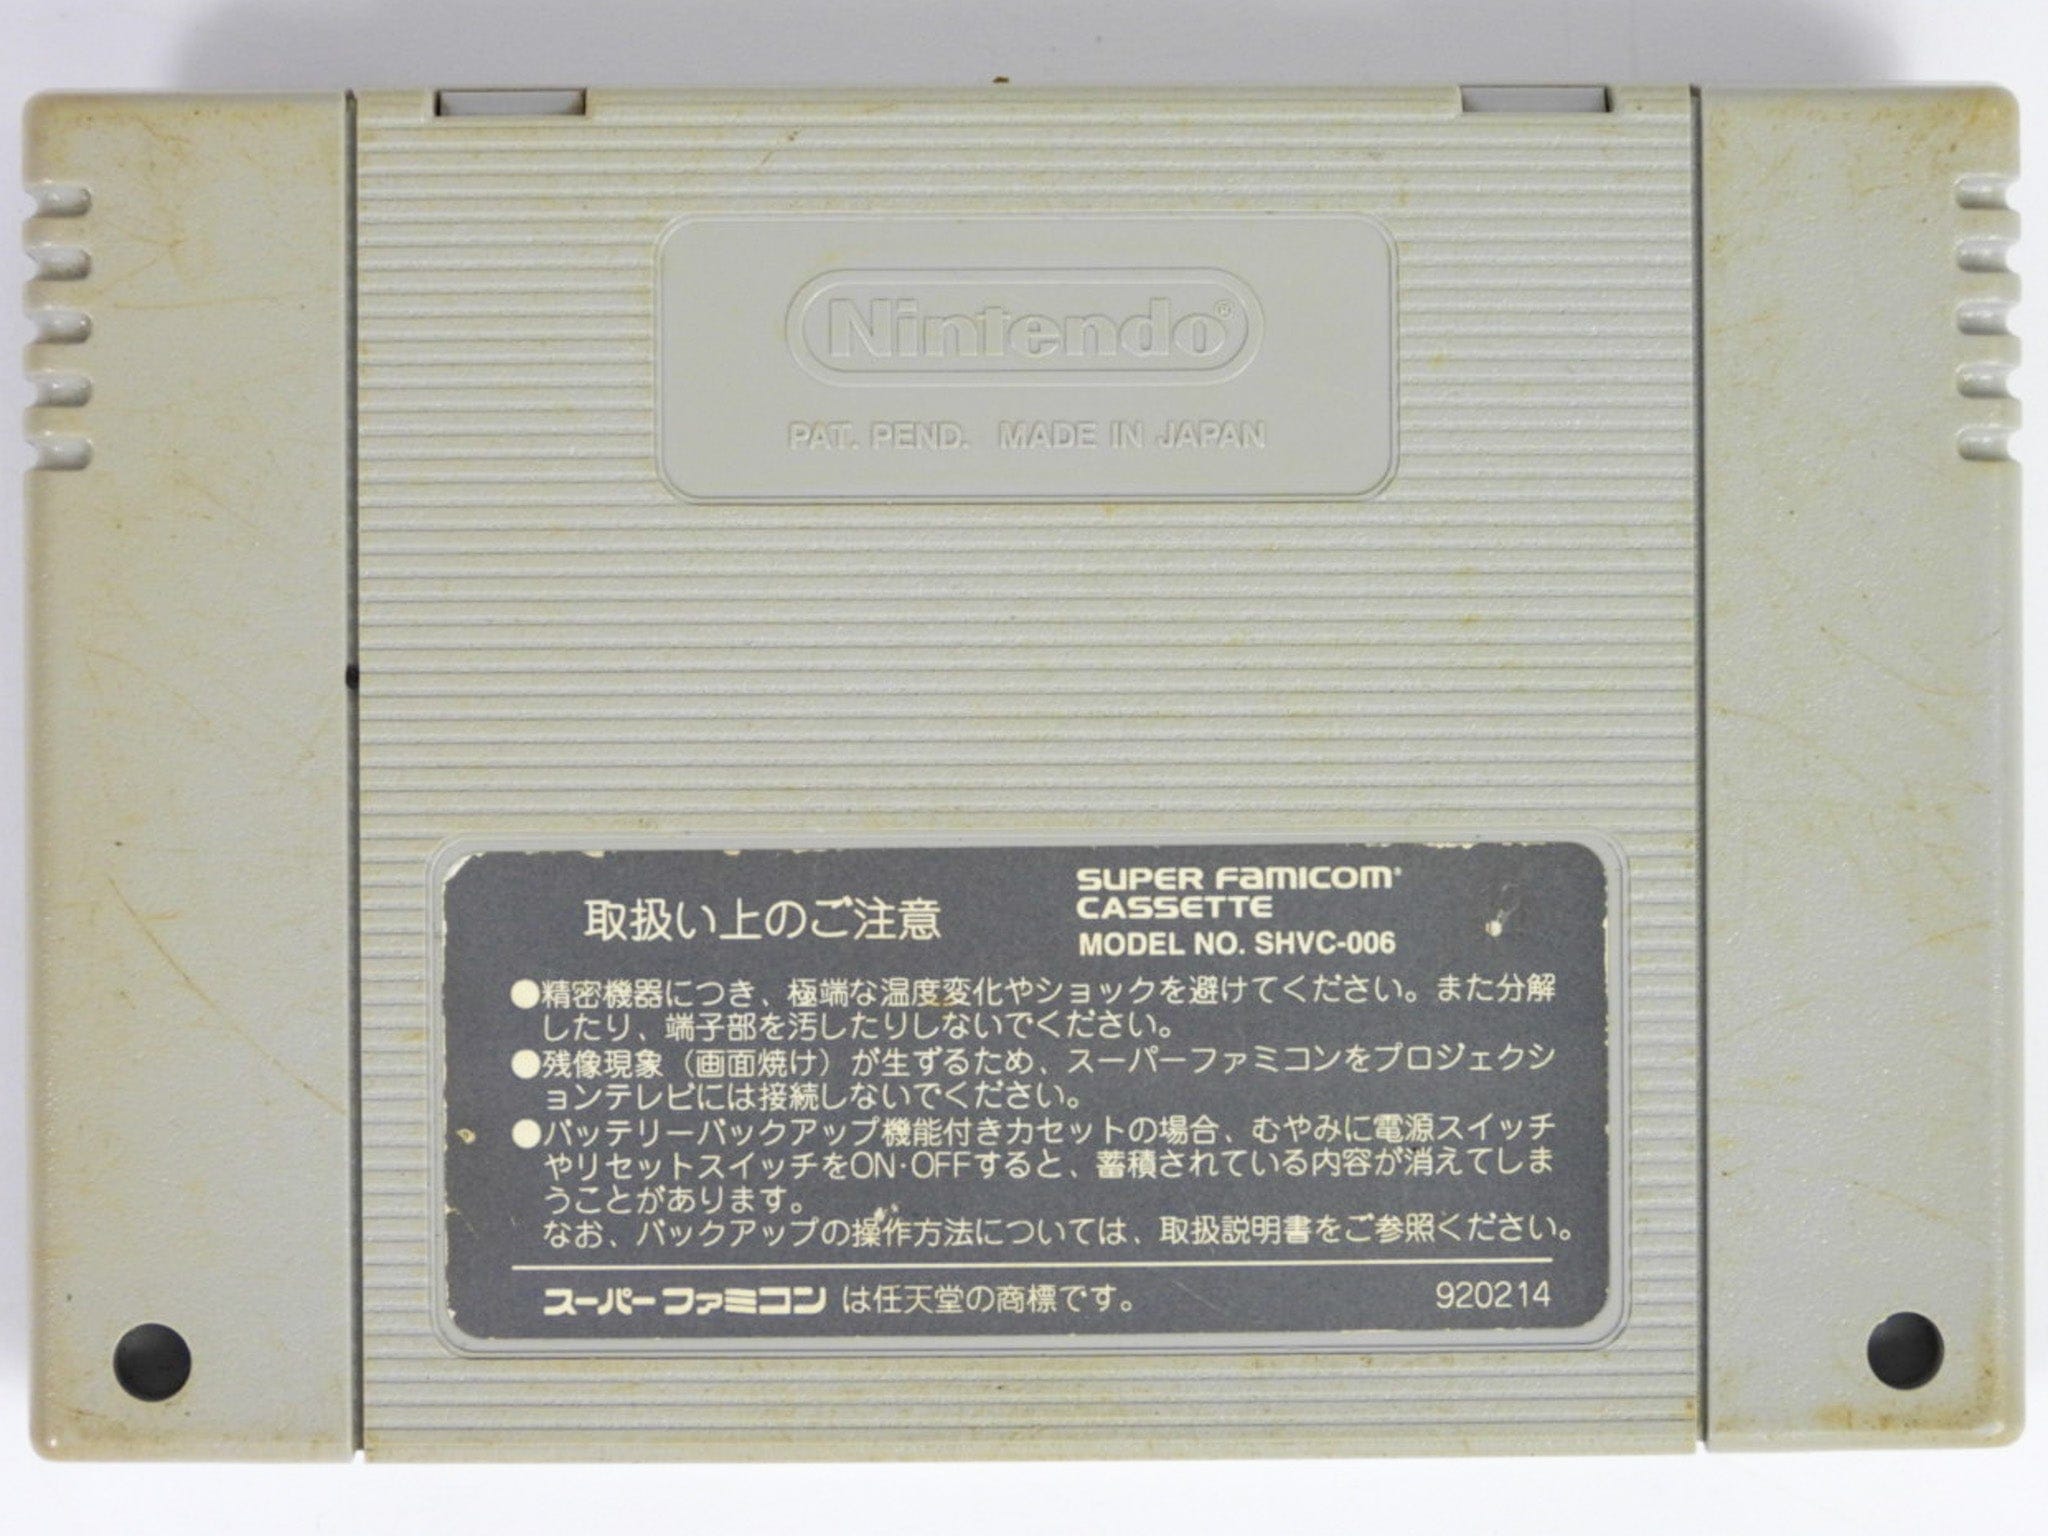 Nintendo®
PAT. PEND. MADE IN JAPAN
取扱い上のご注意
SUPER FAMICOM
CASSETTE
MODEL NO. SHVC-006
●精密機器につき、極端な温度変化やショックを避けてください。また分解
したり、端子部を汚したりしないでください。
●残像現象（画面焼け）が生ずるため、スーパーファミコンをプロジェクシ
ョンテレビには接続しないでください。
●バッテリーバックアップ機能付きカセットの場合、むやみに電源スイッチ
やリセットスイッチをON·OFFすると、蓄積されている内容が消えてしま
うことがあります。
なお、バックアップの操作方法については、取扱説明書をご参照ください。
スーパーファミコン は任天堂の商標です。
920214